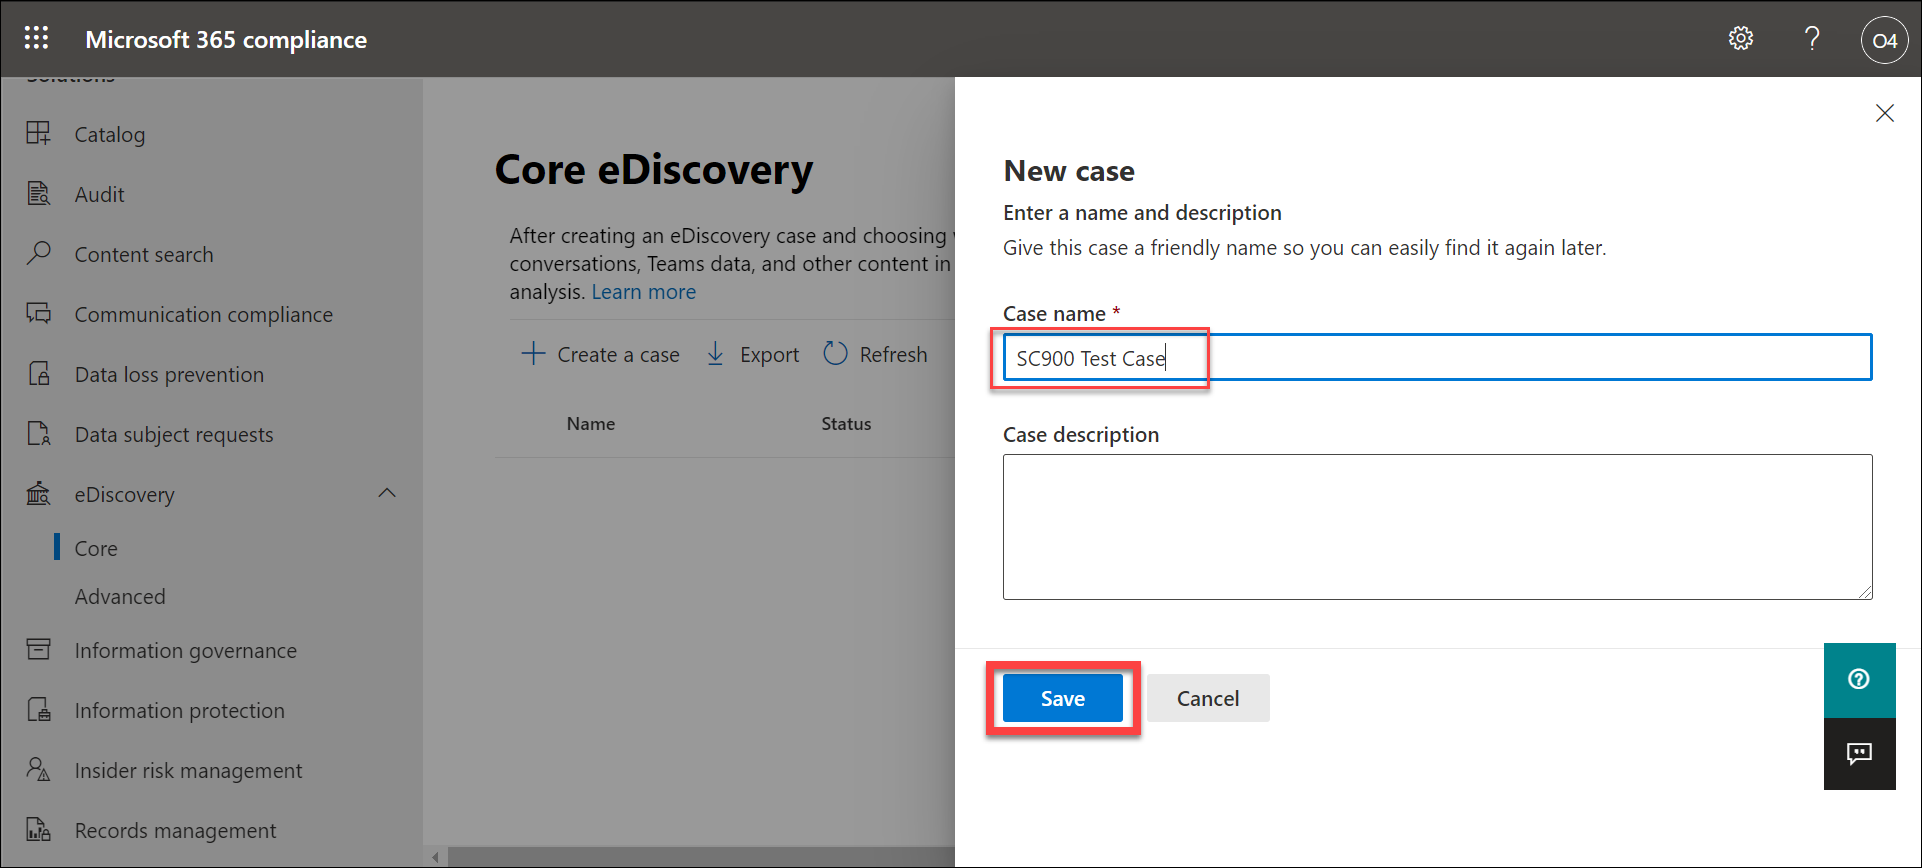 Microsoft 365 compliance
O4
Solutions
Catalog
Audit
Content search
Communication compliance
Data loss prevention
Data subject requests
eDiscovery
Core
Advanced
Information governance
Information protection
Insider risk management
Records management
Core eDiscovery
After creating an eDiscovery case and choosing
conversations, Teams data, and other content in
analysis. Learn more
Create a case
Export
Refresh
Name
Status
New case
Enter a name and description
Give this case a friendly name so you can easily find it again later.
Case name *
SC900 Test Case
Case description
Save
Cancel